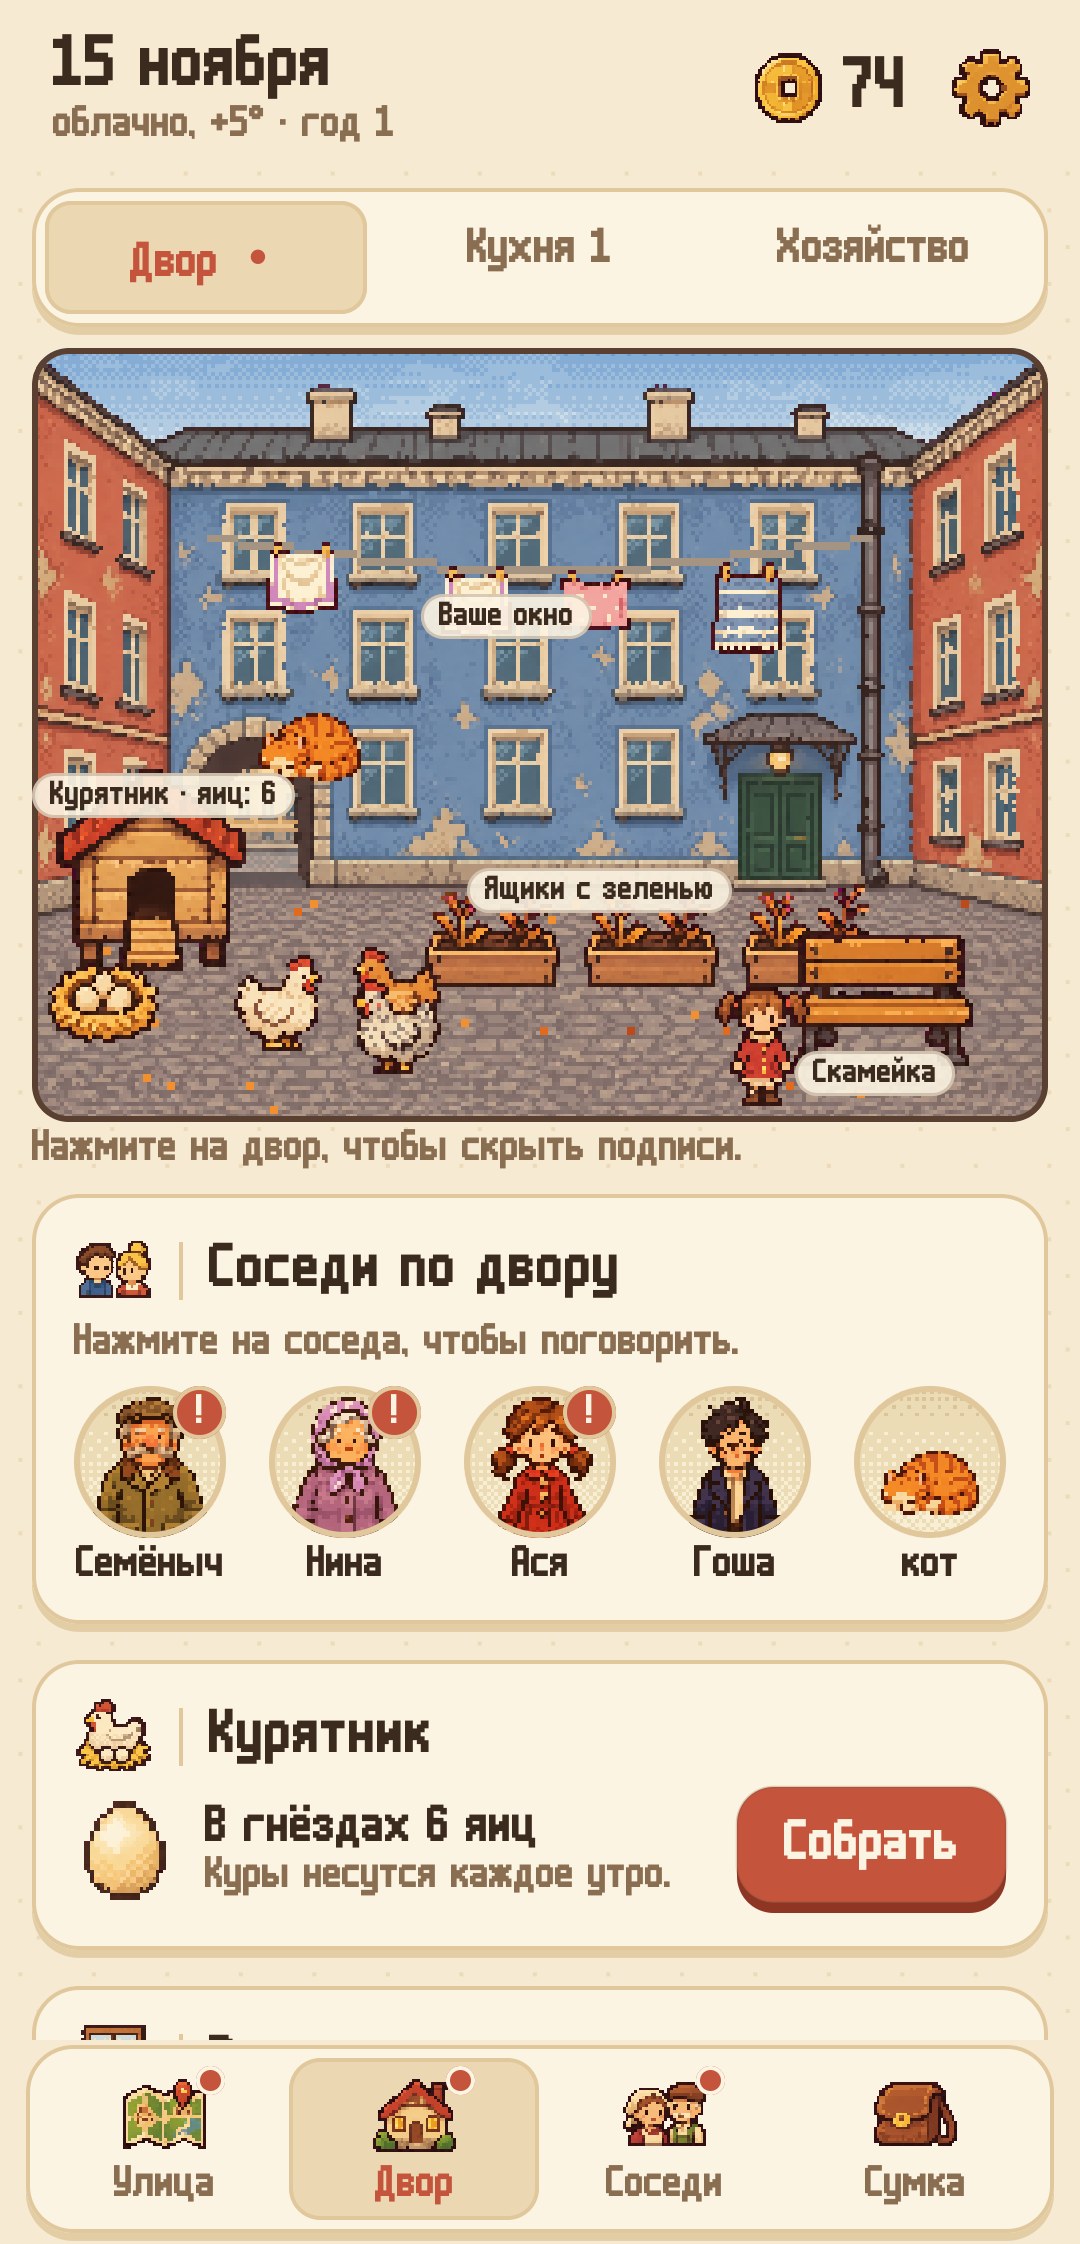 15 ноября
облачно, +5° · год 1
74
Двор
Кухня 1
Хозяйство
Ваше окно
Курятник · яиц: 6
Ящики с зеленью
Скамейка
Нажмите на двор, чтобы скрыть подписи.
Соседи по двору
Нажмите на соседа, чтобы поговорить.
! ! !
Семёныч Нина Ася Гоша кот
Курятник
В гнёздах 6 яиц
Куры несутся каждое утро.
Собрать
Улица Двор Соседи Сумка